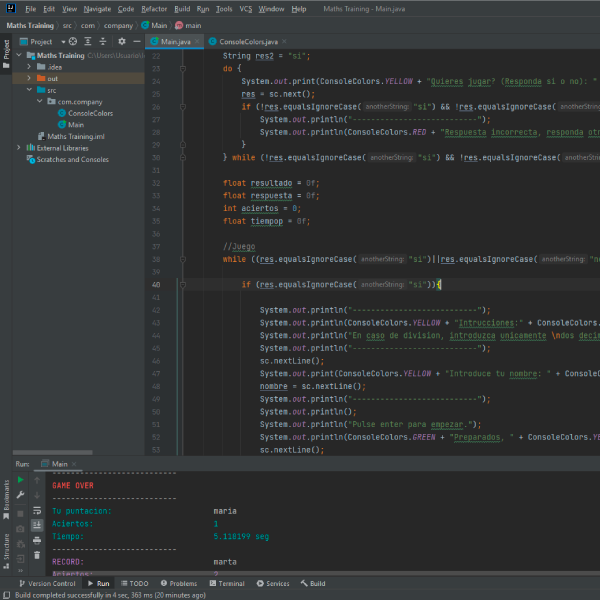 File Edit View Navigate Code Refactor Build Run Tools VCS Window Help Maths Training - Main.java
Maths Training src com company Main main
Project
Main.java
ConsoleColors.java
Maths Training
.idea
out
src
com.company
ConsoleColors
Main
Maths Training.iml
External Libraries
Scratches and Consoles
22 String res2 = "si";
23 do {
24 System.out.print(ConsoleColors.YELLOW + "Quieres jugar? (Responde si o no): "
25 res = sc.next();
26 if (!res.equalsIgnoreCase( anotherString: "si") && !res.equalsIgnoreCase(
27 System.out.println("---------------------------");
28 System.out.println(ConsoleColors.RED + "Respuesta incorrecta, responda
29 }
30 } while (!res.equalsIgnoreCase( anotherString: "si") && !res.equalsIgnoreCase(
31
32 float resultado = 0f;
33 float respuesta = 0f;
34 int aciertos = 0;
35 float tiempop = 0f;
36
37 //Juego
38 while ((res.equalsIgnoreCase( anotherString: "si")||res.equalsIgnoreCase( anotherString:
39
40 if (res.equalsIgnoreCase( anotherString: "si")){
41
42 System.out.println("---------------------------");
43 System.out.println(ConsoleColors.YELLOW + "Intrucciones:" + ConsoleColors.
44 System.out.println("En caso de division, introduzca unicamente \ndos
45 System.out.println("---------------------------");
46 sc.nextLine();
47 System.out.print(ConsoleColors.YELLOW + "Introduce tu nombre: " +
48 nombre = sc.nextLine();
49 System.out.println("---------------------------");
50 System.out.println();
51 System.out.println("Pulse enter para empezar.");
52 System.out.println(ConsoleColors.GREEN + "Preparados, " +
53 sc.nextLine();
Run: Main
---------------------------
GAME OVER
---------------------------
Tu puntacion: maria
Aciertos: 1
Tiempo: 5.118199 seg
---------------------------
RECORD: marta
Aciertos: 2
Project
Bookmarks
Structure
Version Control Run TODO Problems Terminal Services Build
Build completed successfully in 4 sec, 363 ms (20 minutes ago)